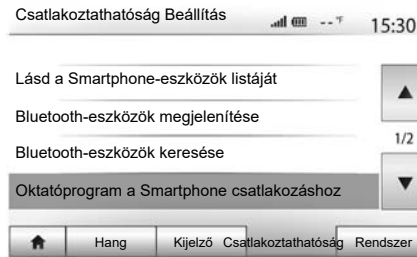 Csatlakoztathatóság Beállítás
--°F
15:30
Lásd a Smartphone-eszközök listáját
Bluetooth-eszközök megjelenítése
1/2
Bluetooth-eszközök keresése
Oktatóprogram a Smartphone csatlakozáshoz
Hang Kijelző Csatlakoztathatóság Rendszer